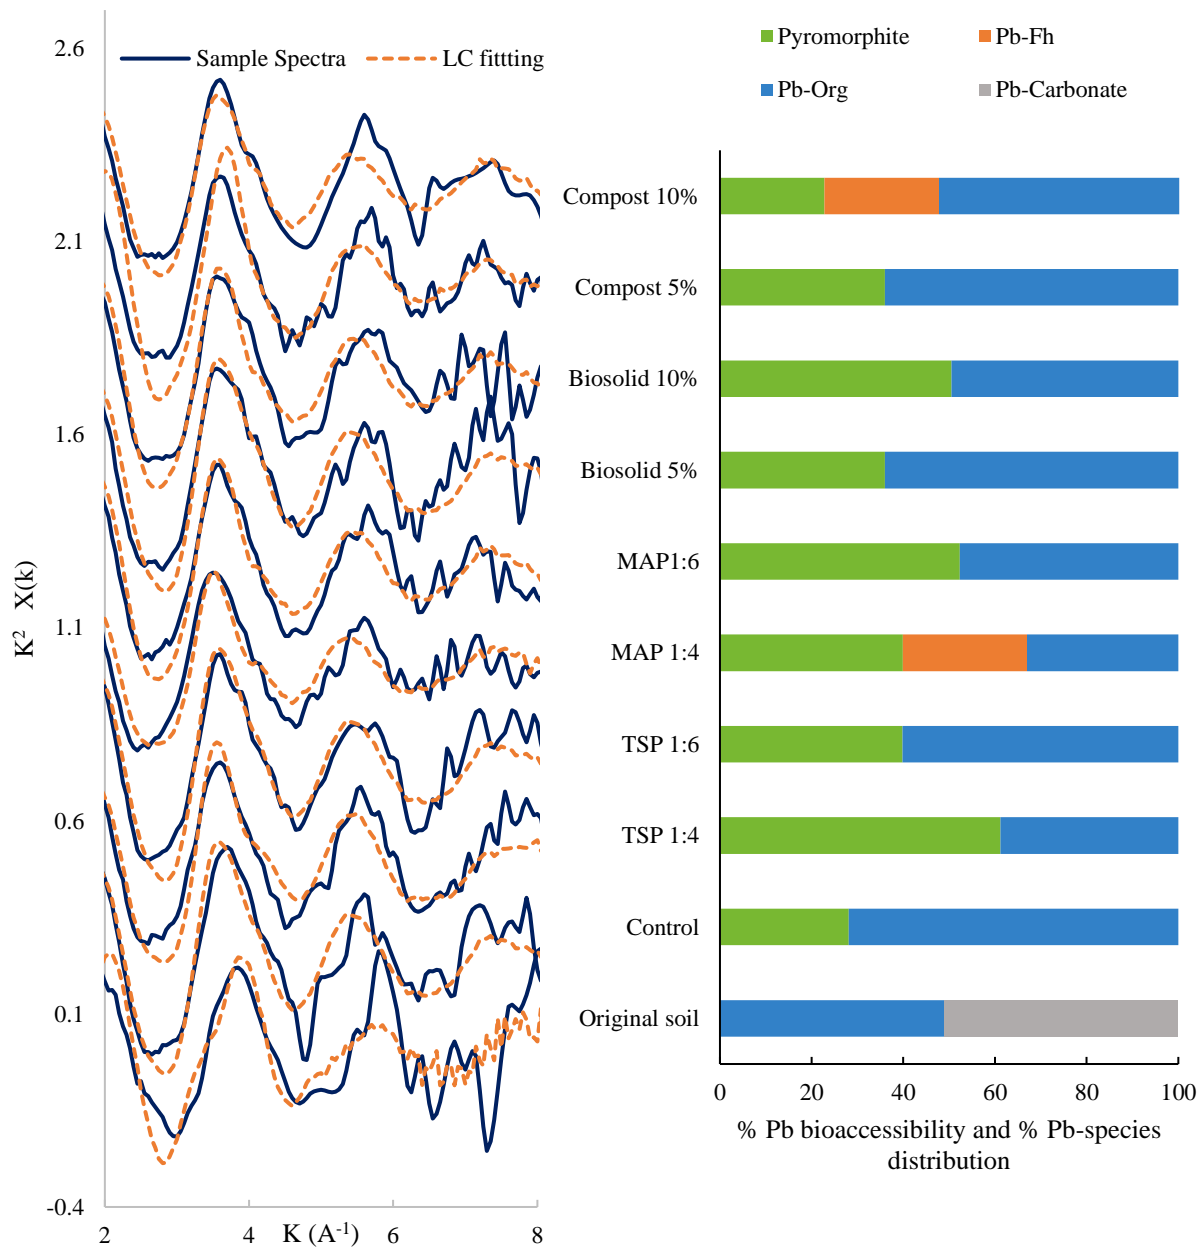 2.6
2.1
1.6
1.1
0.6
0.1
-0.4
K² X(k)
Sample Spectra
LC fittting
2
4
6
8
K (A⁻¹)
Pyromorphite
Pb-Fh
Pb-Org
Pb-Carbonate
Compost 10%
Compost 5%
Biosolid 10%
Biosolid 5%
MAP1:6
MAP 1:4
TSP 1:6
TSP 1:4
Control
Original soil
0
20
40
60
80
100
% Pb bioaccessibility and % Pb-species
distribution